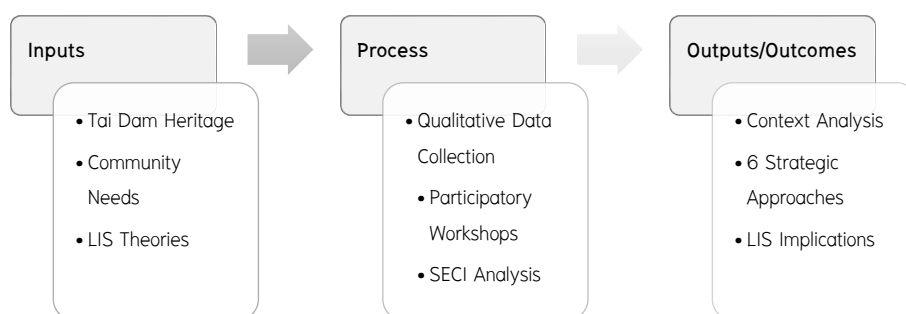 Inputs
• Tai Dam Heritage
• Community
Needs
• LIS Theories
Process
• Qualitative Data
Collection
• Participatory
Workshops
• SECI Analysis
Outputs/Outcomes
• Context Analysis
• 6 Strategic
Approaches
• LIS Implications